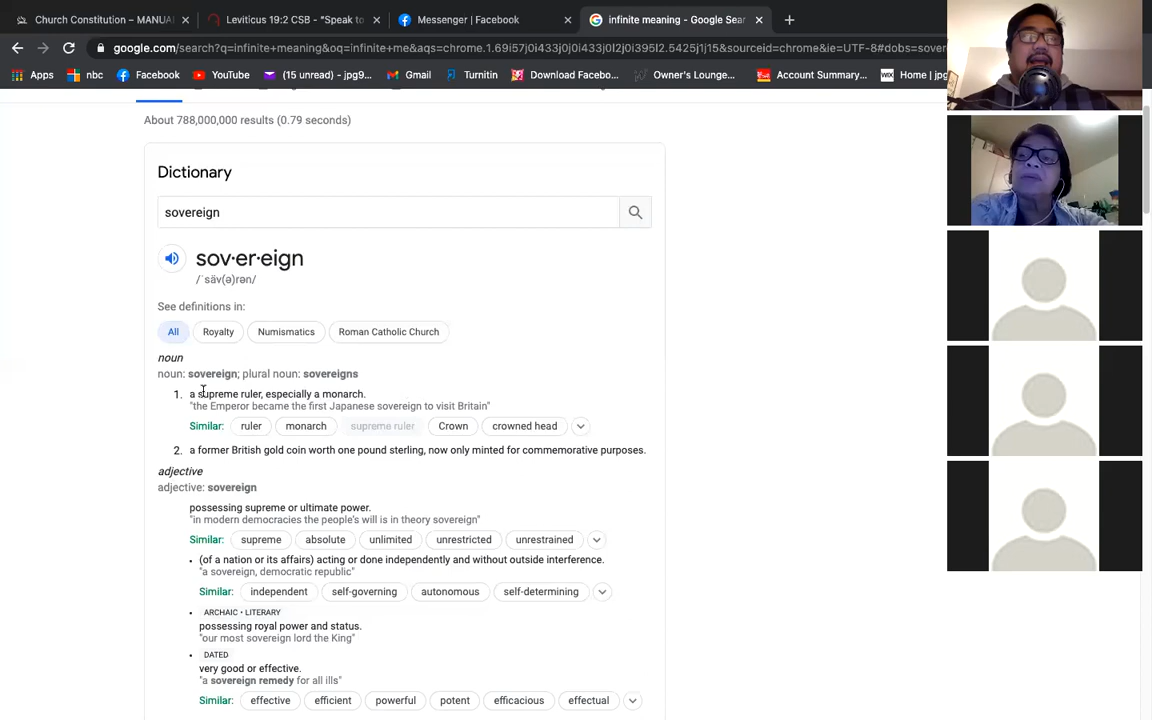 Church Constitution – MANUA
Leviticus 19:2 CSB - "Speak to
Messenger | Facebook
infinite meaning - Google Sear
google.com/search?q=infinite+meaning&oq=infinite+me&aqs=chrome.1.69i57j0i433j0j0i433j0l2j0i395l2.5425j1j15&sourceid=chrome&ie=UTF-8#dobs=sover
Apps
nbc
Facebook
YouTube
(15 unread) - jpg9...
Gmail
Turnitin
Download Facebo...
Owner's Lounge...
Account Summary...
WIX
Home | jpg
About 788,000,000 results (0.79 seconds)
Dictionary
sovereign
sov·er·eign
/ˈsäv(ə)rən/
See definitions in:
All Royalty Numismatics Roman Catholic Church
noun
noun: sovereign; plural noun: sovereigns
1. a supreme ruler, especially a monarch.
"the Emperor became the first Japanese sovereign to visit Britain"
Similar: ruler monarch supreme ruler Crown crowned head
2. a former British gold coin worth one pound sterling, now only minted for commemorative purposes.
adjective
adjective: sovereign
possessing supreme or ultimate power.
"in modern democracies the people's will is in theory sovereign"
Similar: supreme absolute unlimited unrestricted unrestrained
• (of a nation or its affairs) acting or done independently and without outside interference.
"a sovereign, democratic republic"
Similar: independent self-governing autonomous self-determining
• ARCHAIC • LITERARY
possessing royal power and status.
"our most sovereign lord the King"
• DATED
very good or effective.
"a sovereign remedy for all ills"
Similar: effective efficient powerful potent efficacious effectual